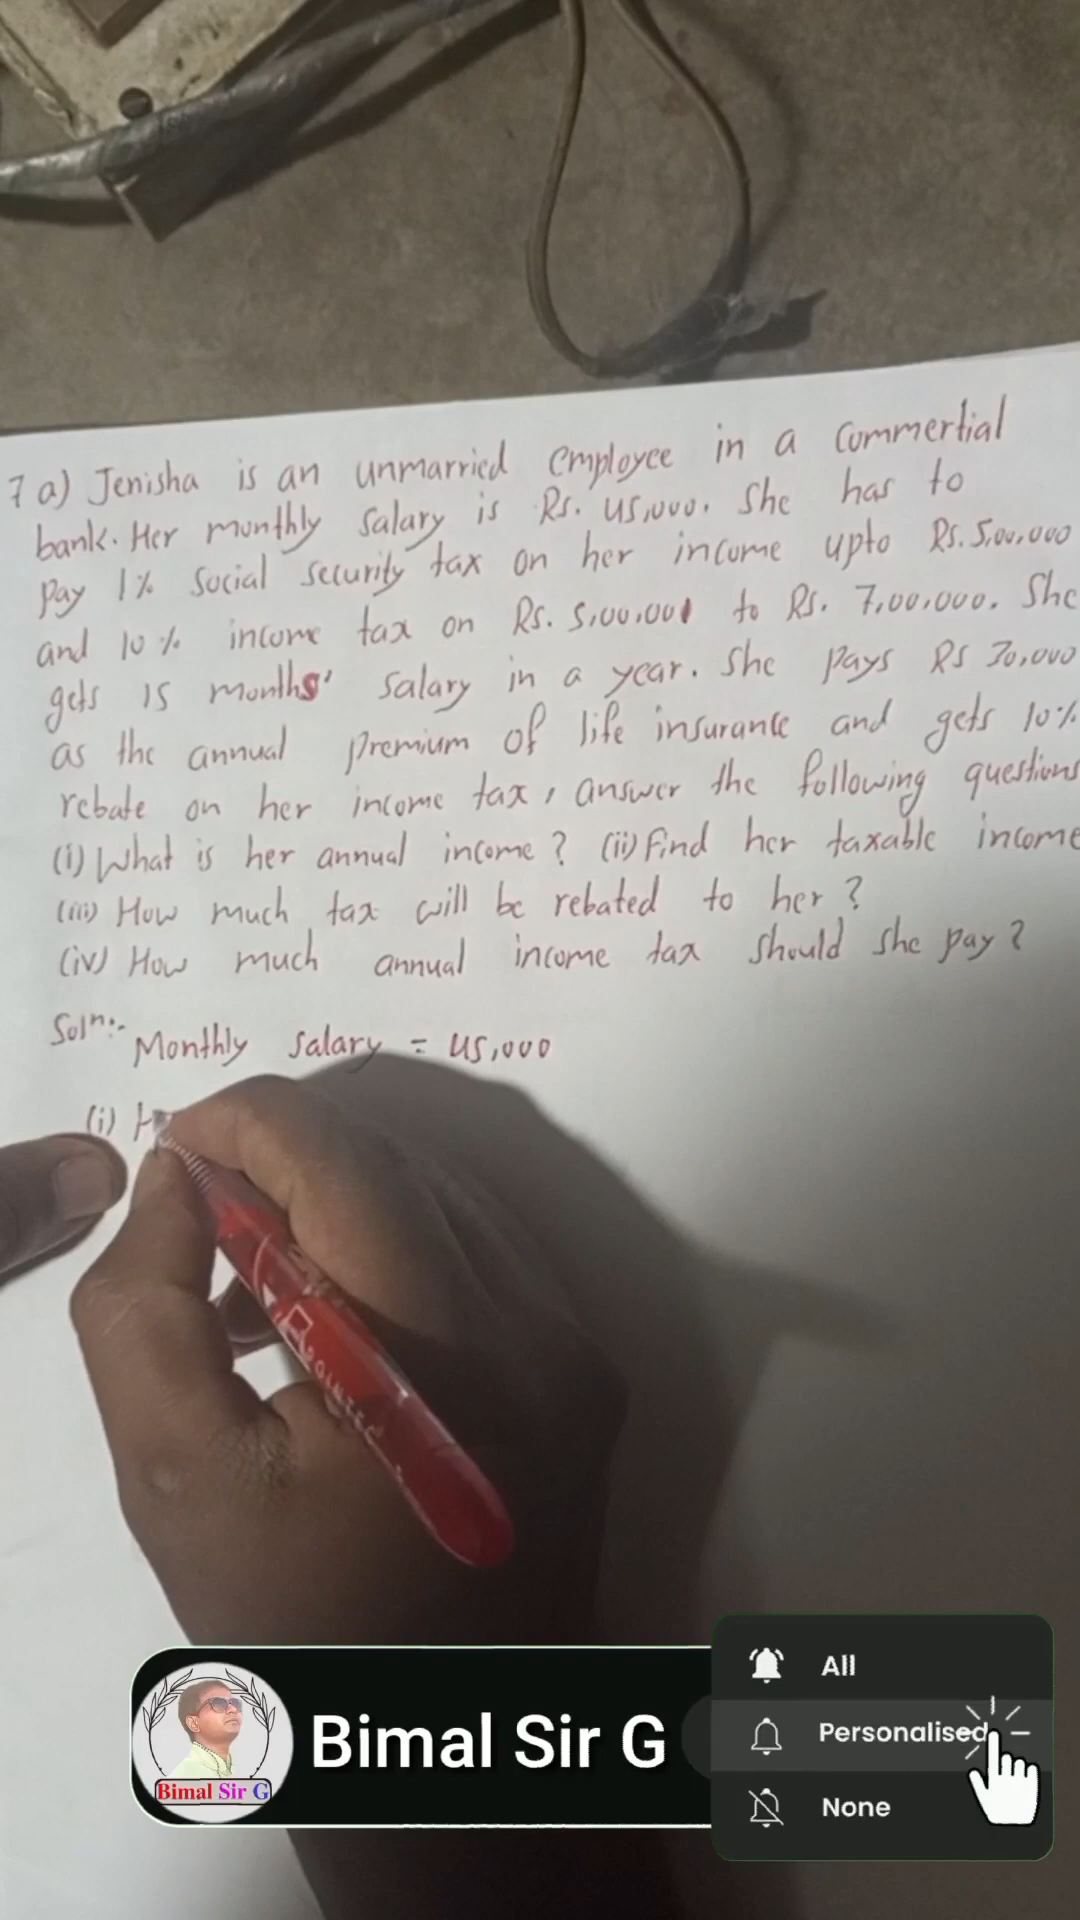 7 a) Jenisha is an unmarried employee in a commertial
bank. Her monthly salary is Rs. 45,000. She has to
pay 1% social security tax on her income upto Rs. 5,00,000
and 10% income tax on Rs. 5,00,001 to Rs. 7,00,000. She
gets 15 months' salary in a year. She pays Rs 30,000
as the annual premium of life insurance and gets 10%
rebate on her income tax, answer the following questions
(i) What is her annual income? (ii) Find her taxable income
(iii) How much tax will be rebated to her?
(iv) How much annual income tax should she pay?
Solⁿ:-
Monthly salary = 45,000
(i) H
POINTEC
Bimal Sir G
Bimal Sir G
All
Personalised
None